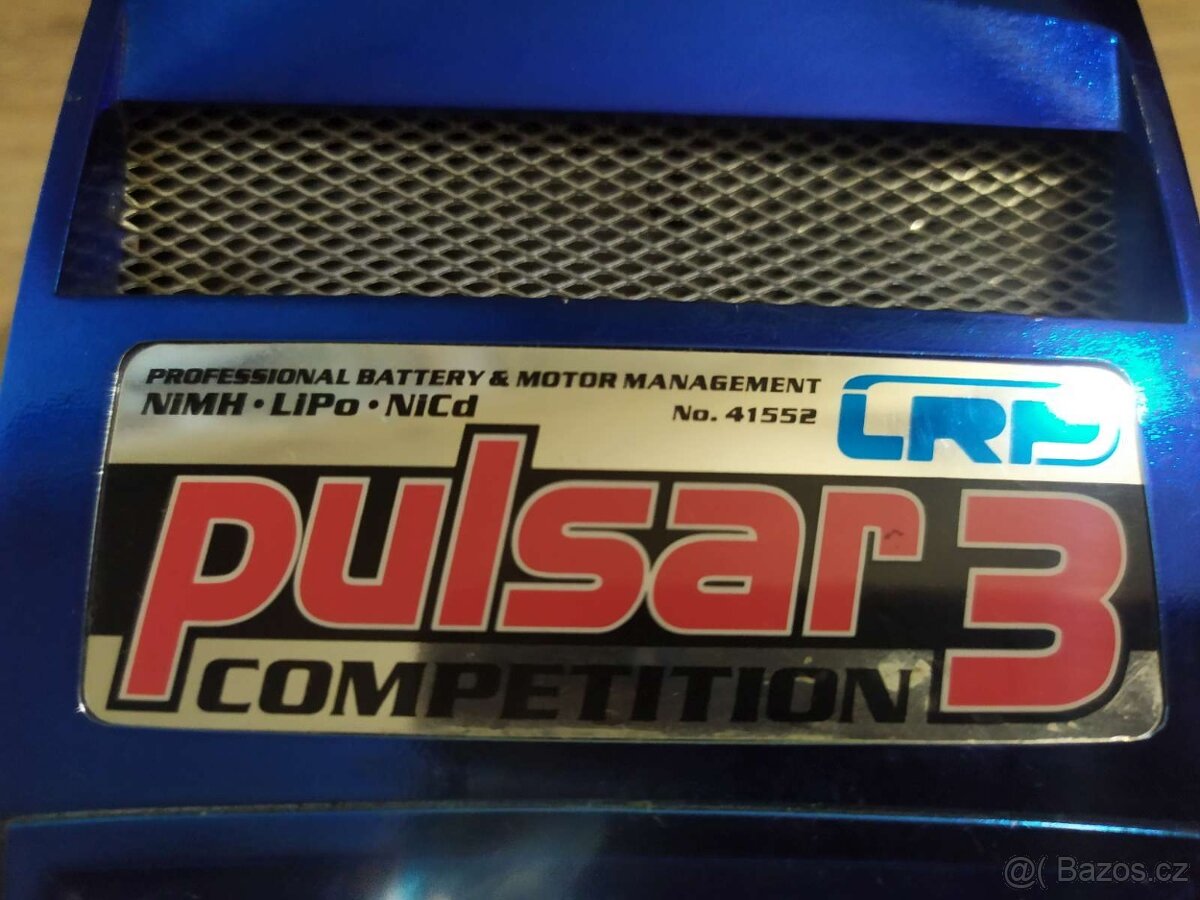 PROFESSIONAL BATTERY & MOTOR MANAGEMENT
NiMH • LiPo • NiCd
No. 41552
LRP
pulsar 3
COMPETITION
@( Bazos.cz